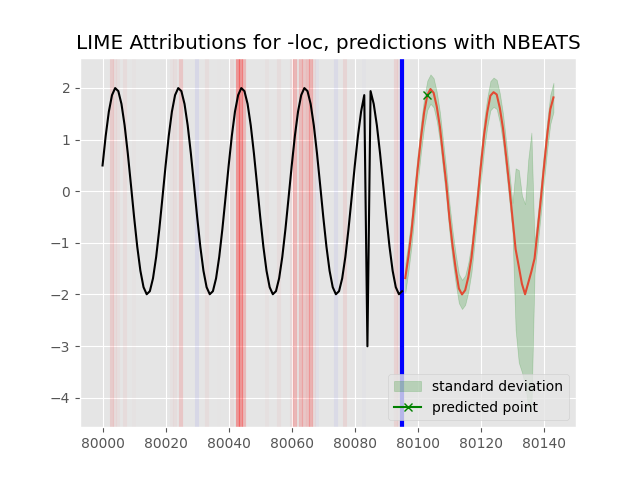 LIME Attributions for -loc, predictions with NBEATS
2
1
0
−1
−2
−3
−4
80000 80020 80040 80060 80080 80100 80120 80140
standard deviation
predicted point